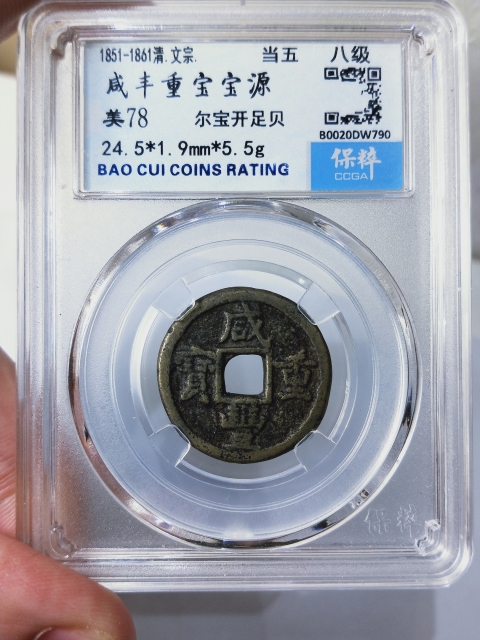 1851-1861清.文宗. 当五 八级
咸丰重宝宝源
美78 尔宝开足贝
B0020DW790
24.5*1.9mm*5.5g
保粹
CCGA
BAO CUI COINS RATING
咸
寶 重
豐
保粹